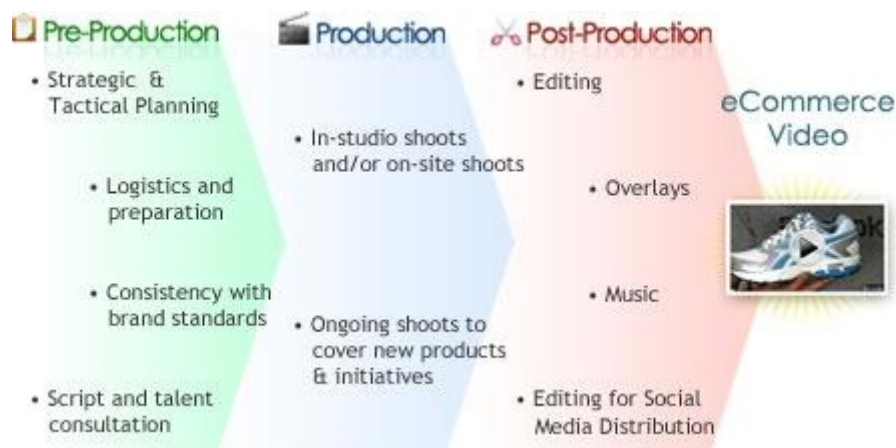 Pre-Production
• Strategic &
Tactical Planning
• Logistics and
preparation
• Consistency with
brand standards
• Script and talent
consultation
Production
• In-studio shoots
and/or on-site shoots
• Ongoing shoots to
cover new products
& initiatives
Post-Production
• Editing
• Overlays
• Music
• Editing for Social
Media Distribution
eCommerce
Video